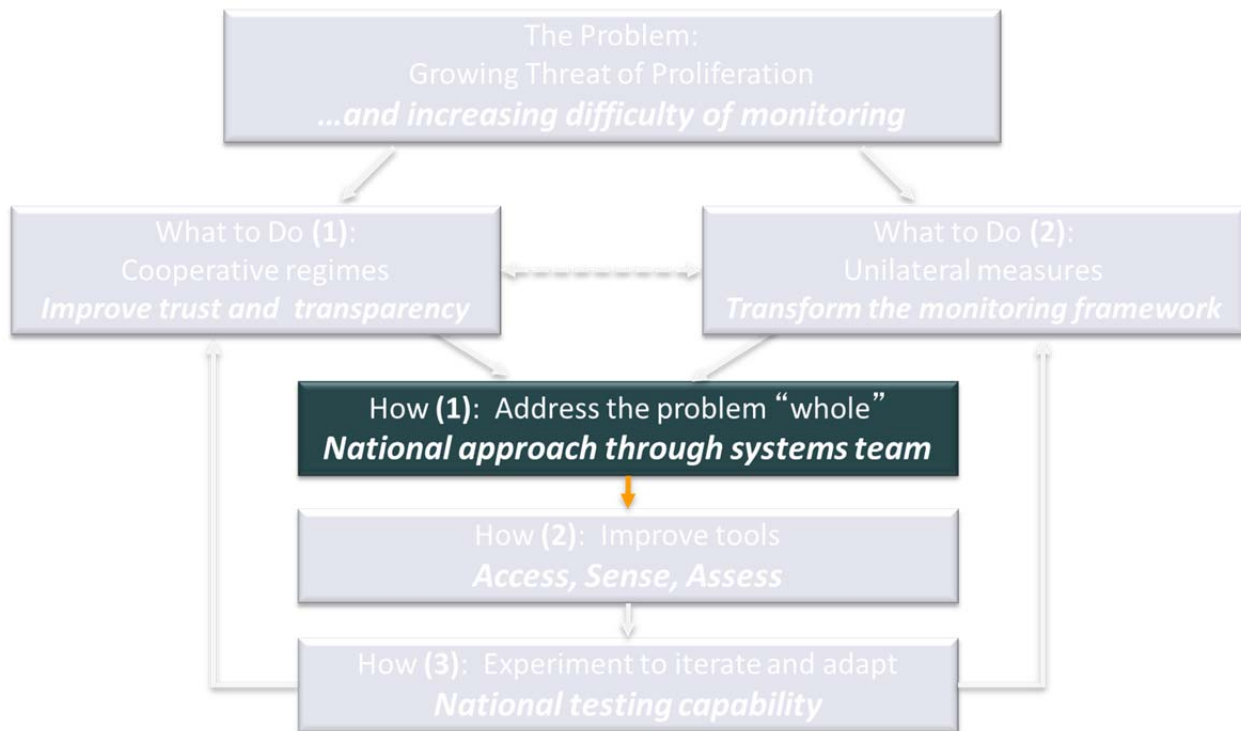 The Problem:
Growing Threat of Proliferation
…and increasing difficulty of monitoring
What to Do (1):
Cooperative regimes
Improve trust and transparency
What to Do (2):
Unilateral measures
Transform the monitoring framework
How (1): Address the problem “whole”
National approach through systems team
How (2): Improve tools
Access, Sense, Assess
How (3): Experiment to iterate and adapt
National testing capability